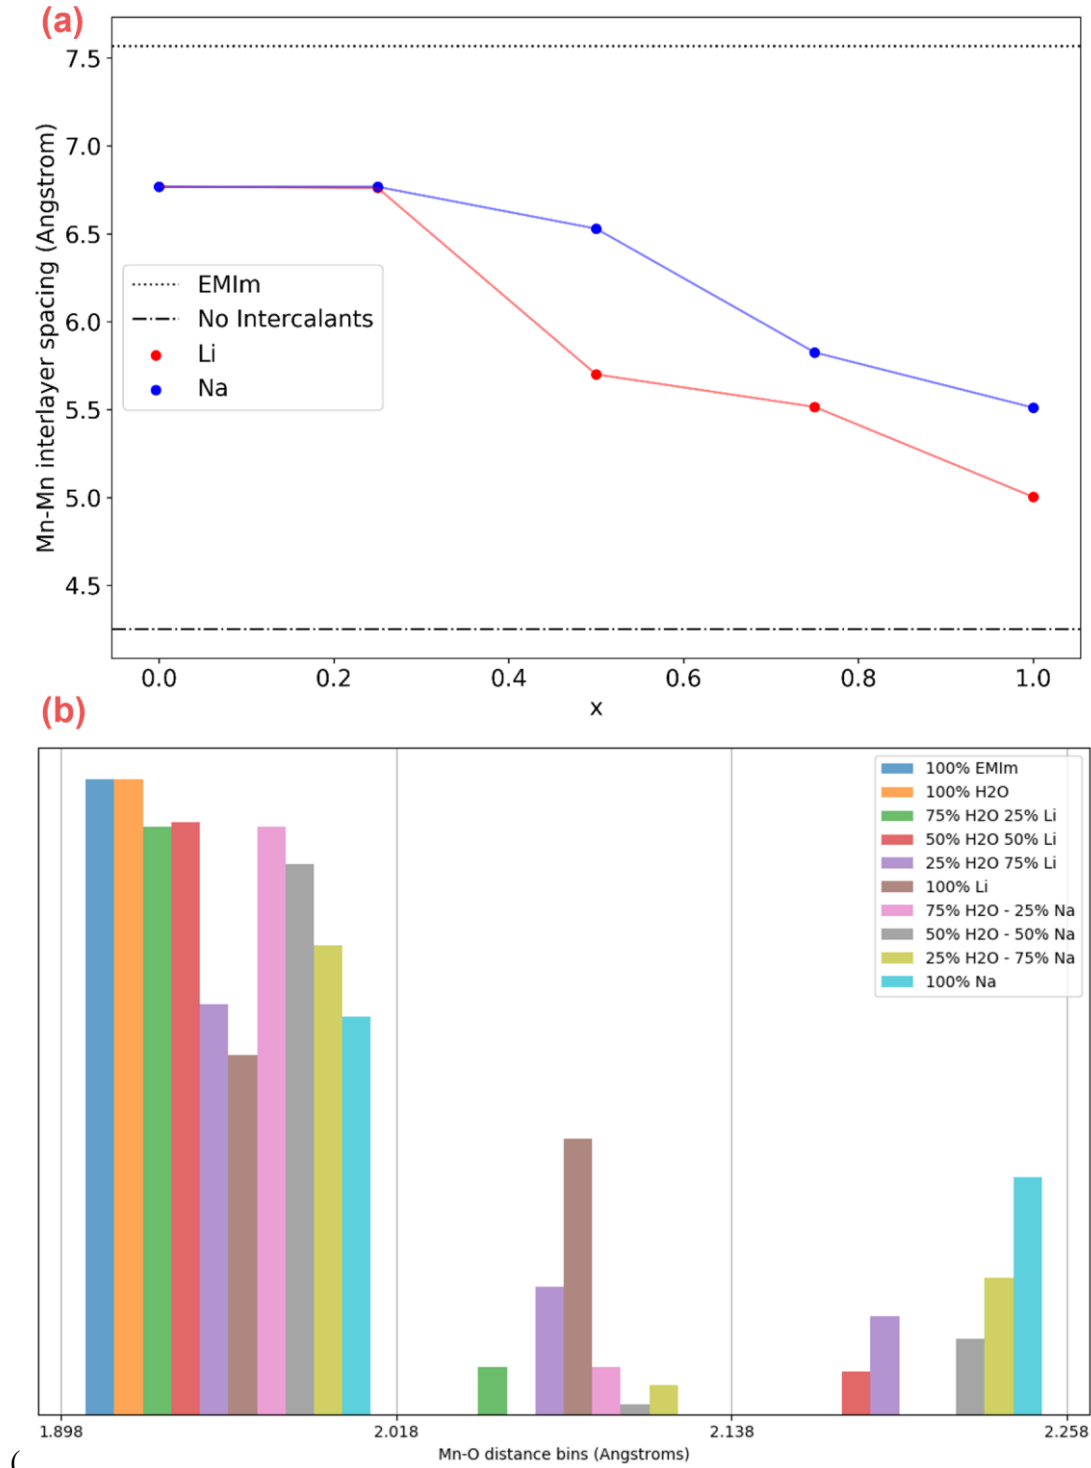 (a)
7.5
7.0
6.5
6.0
5.5
5.0
4.5
Mn-Mn interlayer spacing (Angstrom)
EMIm
No Intercalants
Li
Na
0.0 0.2 0.4 0.6 0.8 1.0
x
(b)
100% EMIm
100% H2O
75% H2O 25% Li
50% H2O 50% Li
25% H2O 75% Li
100% Li
75% H2O - 25% Na
50% H2O - 50% Na
25% H2O - 75% Na
100% Na
1.898 2.018 2.138 2.258
Mn-O distance bins (Angstroms)
(